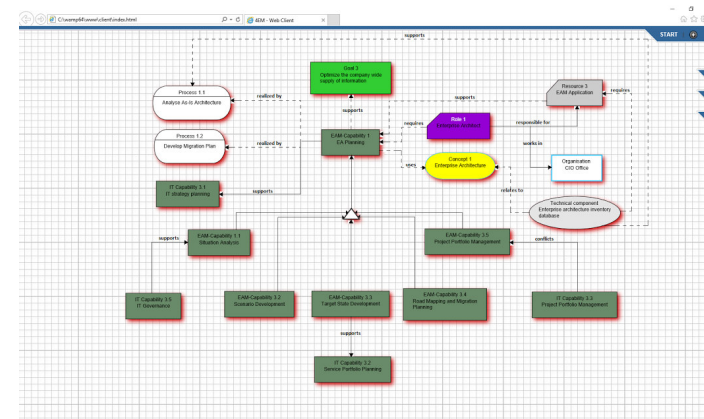 C:\wamp64\www\client\index.html
4EM - Web Client
START
supports
Goal 3
Optimize the company wide
supply of information
Process 1.1
Analyse As-Is Architecture
realized by
supports
Resource 3
EAM Application
requires
supports
Role 1
Enterprise Architect
requires
responsible for
EAM-Capability 1
EA Planning
Process 1.2
Develop Migration Plan
realized by
works in
uses
Concept 1
Enterprise Architecture
Organisation
CIO Office
IT Capability 3.1
IT strategy planning
supports
relates to
Technical component
Enterprise architecture inventory
database
EAM-Capability 1.1
Situation Analysis
supports
EAM-Capability 3.5
Project Portfolio Management
conflicts
IT Capability 3.5
IT Governance
EAM-Capability 3.2
Scenario Development
EAM-Capability 3.3
Target State Development
EAM-Capability 3.4
Road Mapping and Migration
Planning
IT Capability 3.3
Project Portfolio Management
supports
IT Capability 3.2
Service Portfolio Planning